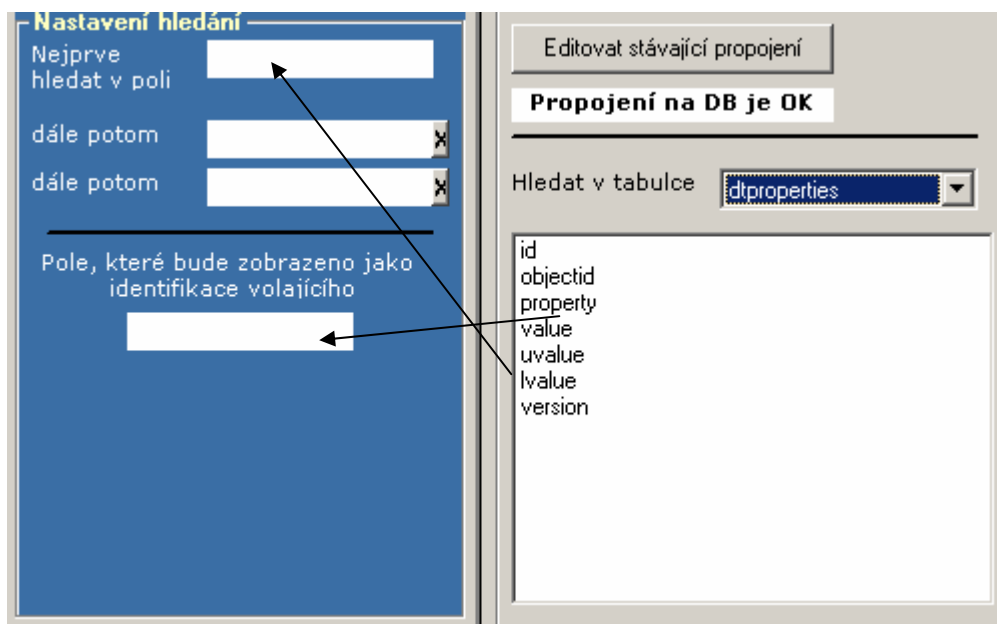 Nastavení hledání
Nejprve
hledat v poli
dále potom
x
dále potom
x
Pole, které bude zobrazeno jako
identifikace volajícího
Editovat stávající propojení
Propojení na DB je OK
Hledat v tabulce
dtproperties
id
objectid
property
value
uvalue
lvalue
version